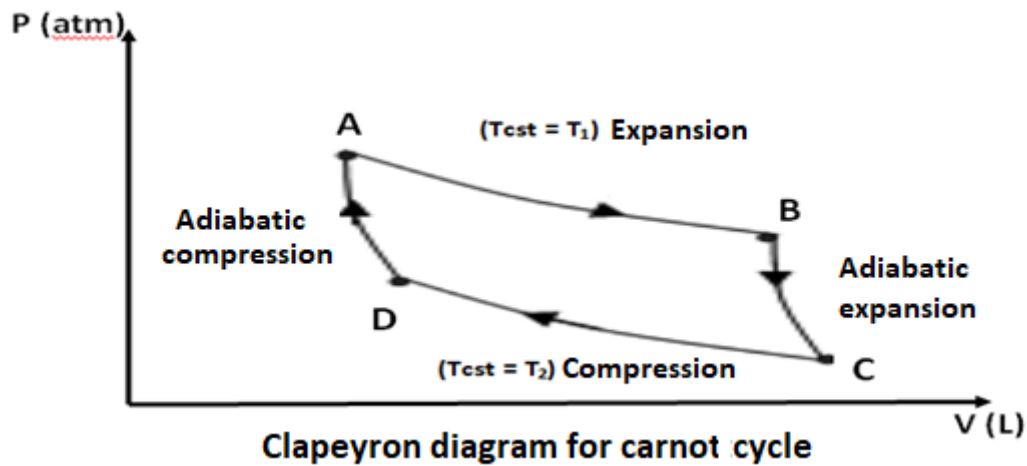 P (atm)
A
(Tcst = T₁) Expansion
B
Adiabatic
compression
Adiabatic
expansion
D
(Tcst = T₂) Compression
C
V (L)
Clapeyron diagram for carnot cycle